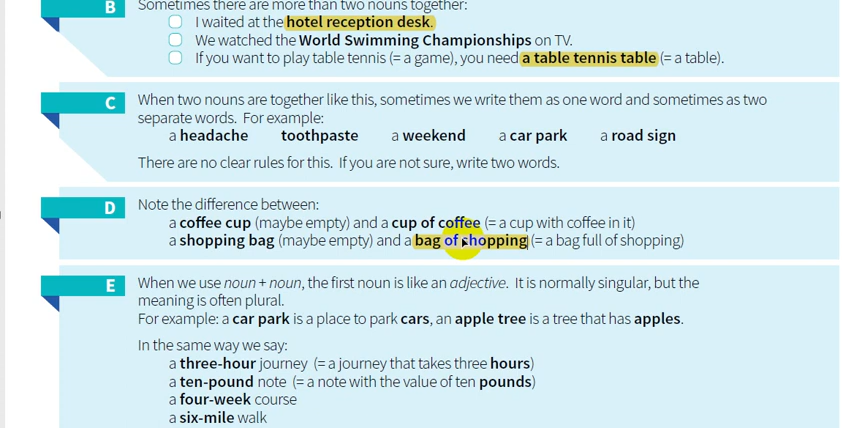 B
Sometimes there are more than two nouns together:
I waited at the hotel reception desk.
We watched the World Swimming Championships on TV.
If you want to play table tennis (= a game), you need a table tennis table (= a table).
C
When two nouns are together like this, sometimes we write them as one word and sometimes as two
separate words. For example:
a headache toothpaste a weekend a car park a road sign
There are no clear rules for this. If you are not sure, write two words.
D
Note the difference between:
a coffee cup (maybe empty) and a cup of coffee (= a cup with coffee in it)
a shopping bag (maybe empty) and a bag of shopping (= a bag full of shopping)
E
When we use noun + noun, the first noun is like an adjective. It is normally singular, but the
meaning is often plural.
For example: a car park is a place to park cars, an apple tree is a tree that has apples.
In the same way we say:
a three-hour journey (= a journey that takes three hours)
a ten-pound note (= a note with the value of ten pounds)
a four-week course
a six-mile walk